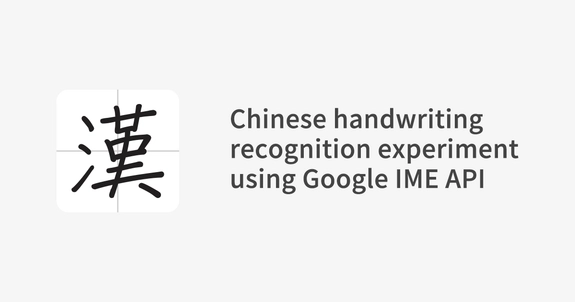 漢
Chinese handwriting
recognition experiment
using Google IME API